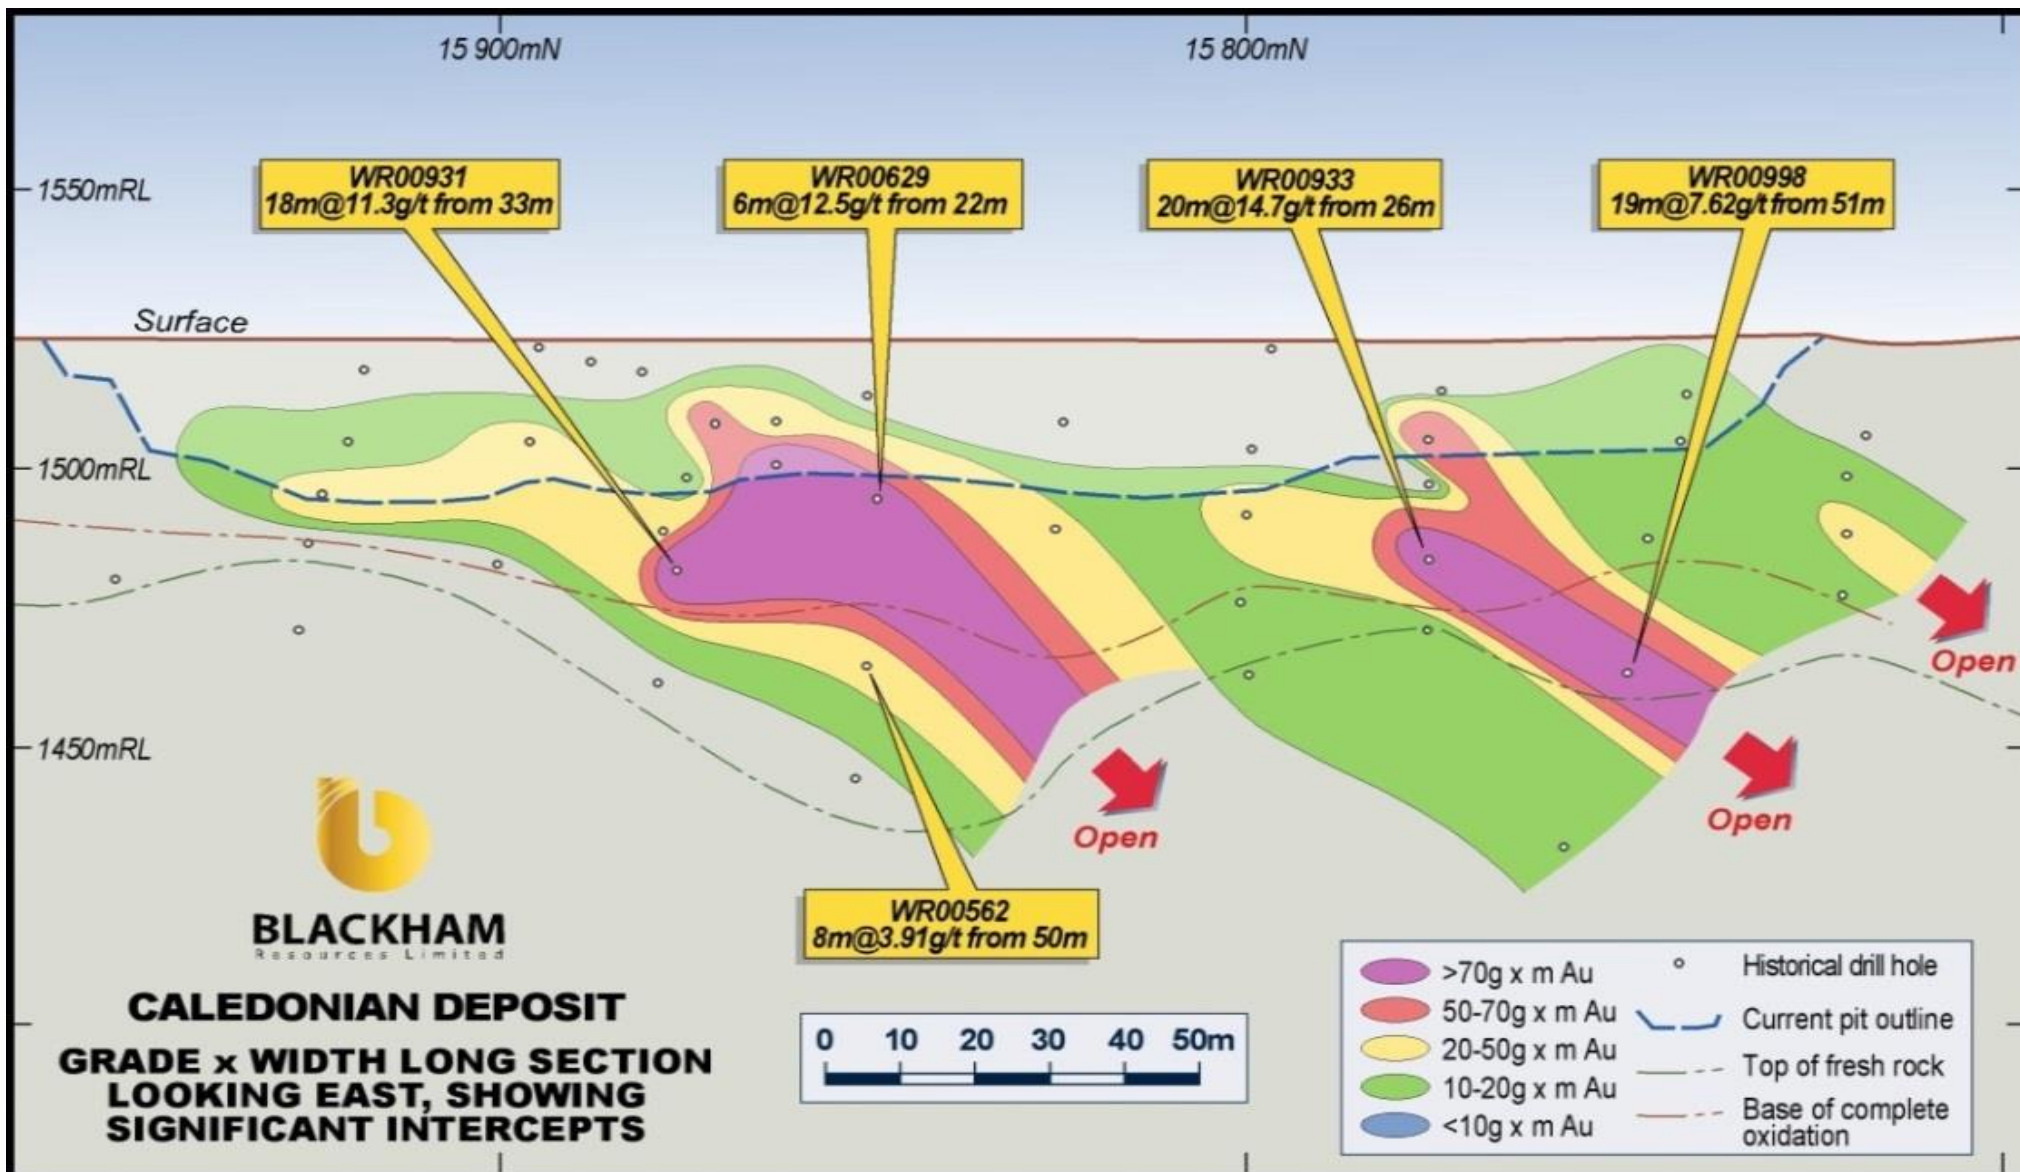 15 900mN
15 800mN
1550mRL
WR00931
18m@11.3g/t from 33m
WR00629
6m@12.5g/t from 22m
WR00933
20m@14.7g/t from 26m
WR00998
19m@7.62g/t from 51m
Surface
1500mRL
1450mRL
Open
Open
Open
WR00562
8m@3.91g/t from 50m
BLACKHAM
Resources Limited
CALEDONIAN DEPOSIT
GRADE x WIDTH LONG SECTION
LOOKING EAST, SHOWING
SIGNIFICANT INTERCEPTS
0 10 20 30 40 50m
>70g x m Au
50-70g x m Au
20-50g x m Au
10-20g x m Au
<10g x m Au
Historical drill hole
Current pit outline
Top of fresh rock
Base of complete
oxidation